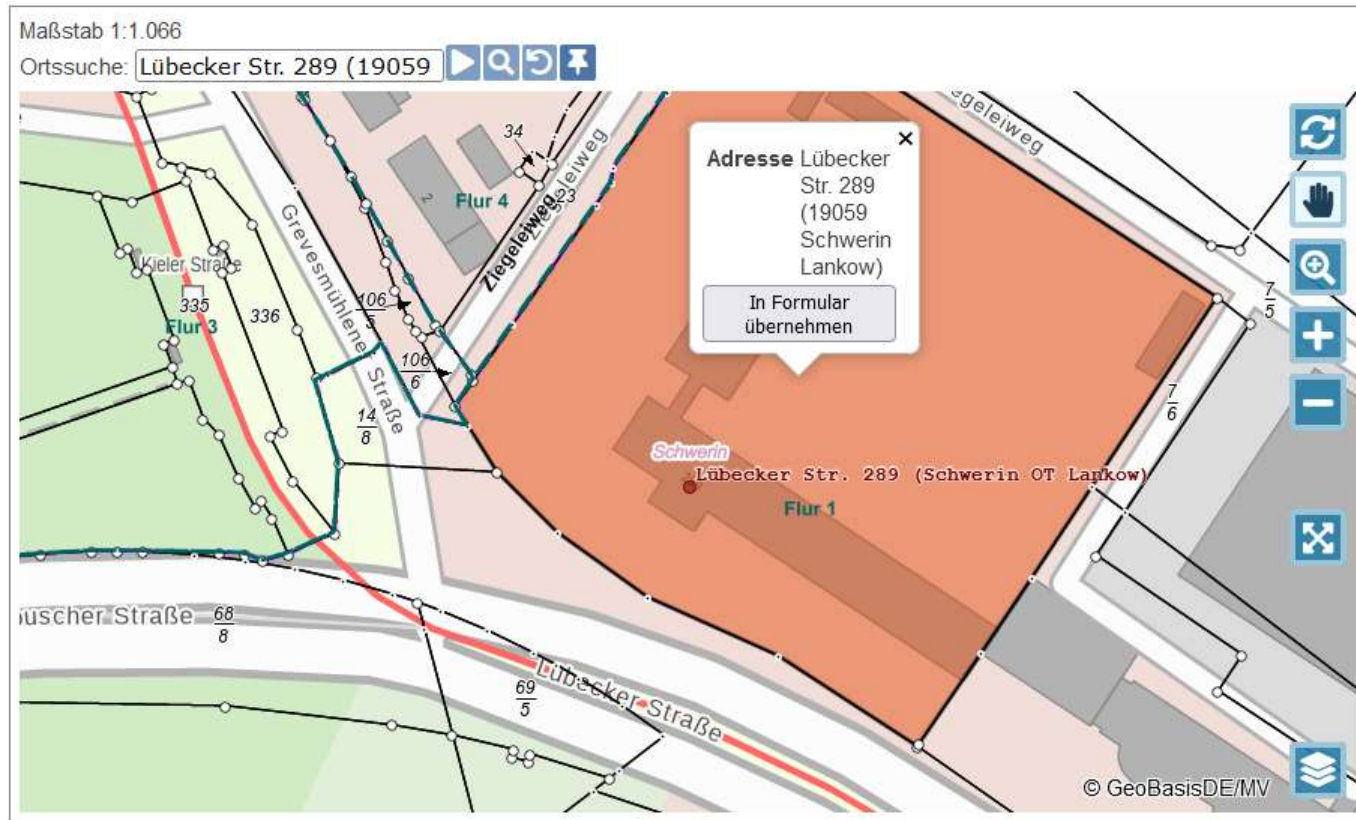 Maßstab 1:1.066
Ortssuche: Lübecker Str. 289 (19059
egeleiweg
34
Ziegeleiweg
Ziegeleiweg
23
Flur 4
2
Adresse Lübecker
Str. 289
(19059
Schwerin
Lankow)
In Formular
übernehmen
Grevesmühlener Straße
Kieler Straße
335
Flur 3
336
106
5
106
6
14
8
7
5
7
6
Schwerin
Lübecker Str. 289 (Schwerin OT Lankow)
Flur 1
buscher Straße
68
8
69
5
Lübecker-Straße
© GeoBasisDE/MV